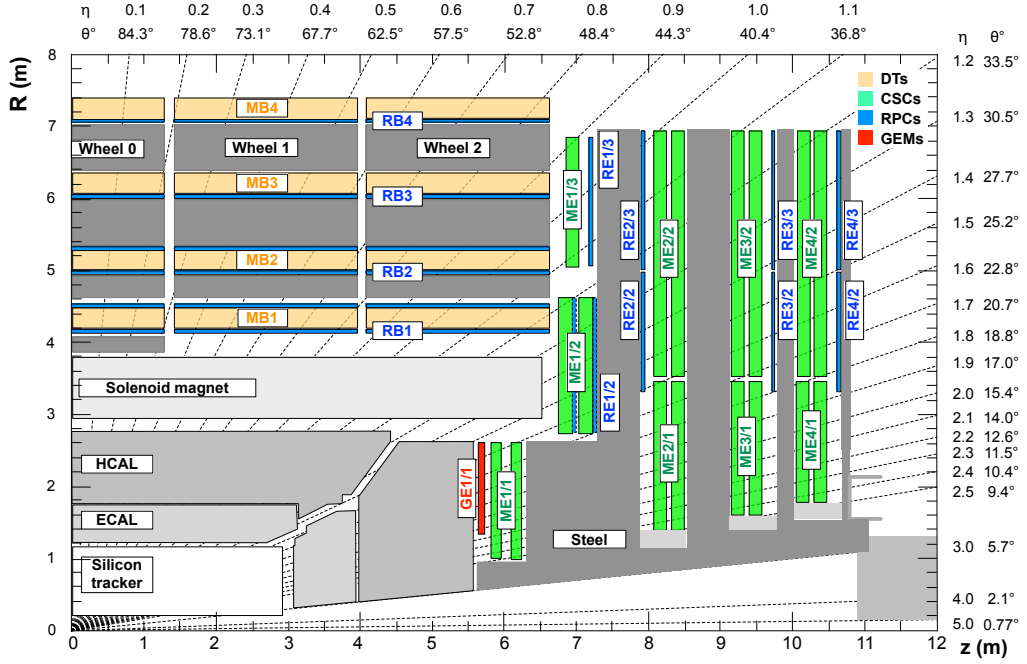 η 0.1 0.2 0.3 0.4 0.5 0.6 0.7 0.8 0.9 1.0 1.1
θ° 84.3° 78.6° 73.1° 67.7° 62.5° 57.5° 52.8° 48.4° 44.3° 40.4° 36.8° η θ°
R (m)
8
7
6
5
4
3
2
1
0
1.2 33.5°
1.3 30.5°
1.4 27.7°
1.5 25.2°
1.6 22.8°
1.7 20.7°
1.8 18.8°
1.9 17.0°
2.0 15.4°
2.1 14.0°
2.2 12.6°
2.3 11.5°
2.4 10.4°
2.5 9.4°
3.0 5.7°
4.0 2.1°
5.0 0.77°
DTs
CSCs
RPCs
GEMs
MB4
RB4
Wheel 0
Wheel 1
Wheel 2
MB3
RB3
MB2
RB2
MB1
RB1
Solenoid magnet
HCAL
ECAL
Silicon
tracker
Steel
GE1/1
ME1/1
ME1/2
ME1/3
RE1/3
RE1/2
RE2/3
RE2/2
ME2/2
ME2/1
ME3/2
ME3/1
RE3/3
RE3/2
ME4/2
ME4/1
RE4/3
RE4/2
0 1 2 3 4 5 6 7 8 9 10 11 12
z (m)